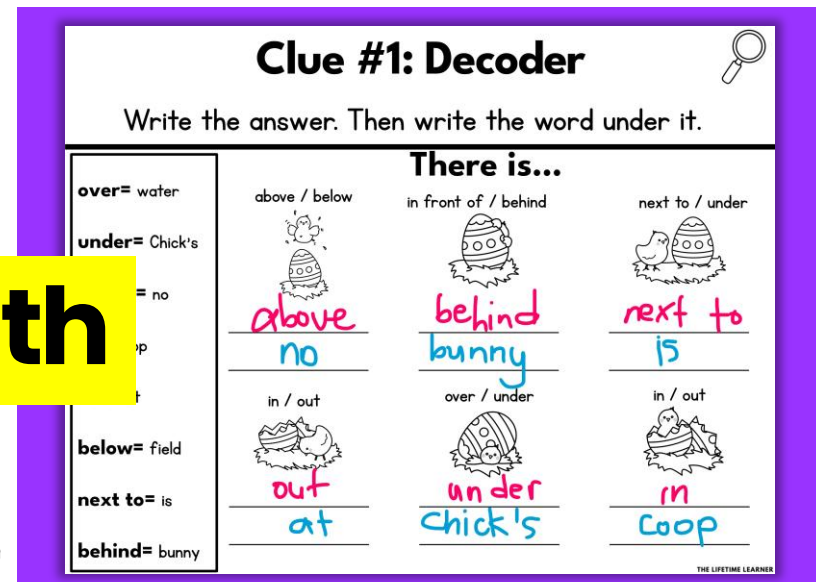 Clue #1: Decoder
Write the answer. Then write the word under it.
There is...
over= water
under= Chick's
= no
th
below= field
next to= is
behind= bunny
above / below
above
no
in front of / behind
behind
bunny
next to / under
next to
is
in / out
out
at
over / under
under
Chick's
in / out
in
Coop
THE LIFETIME LEARNER